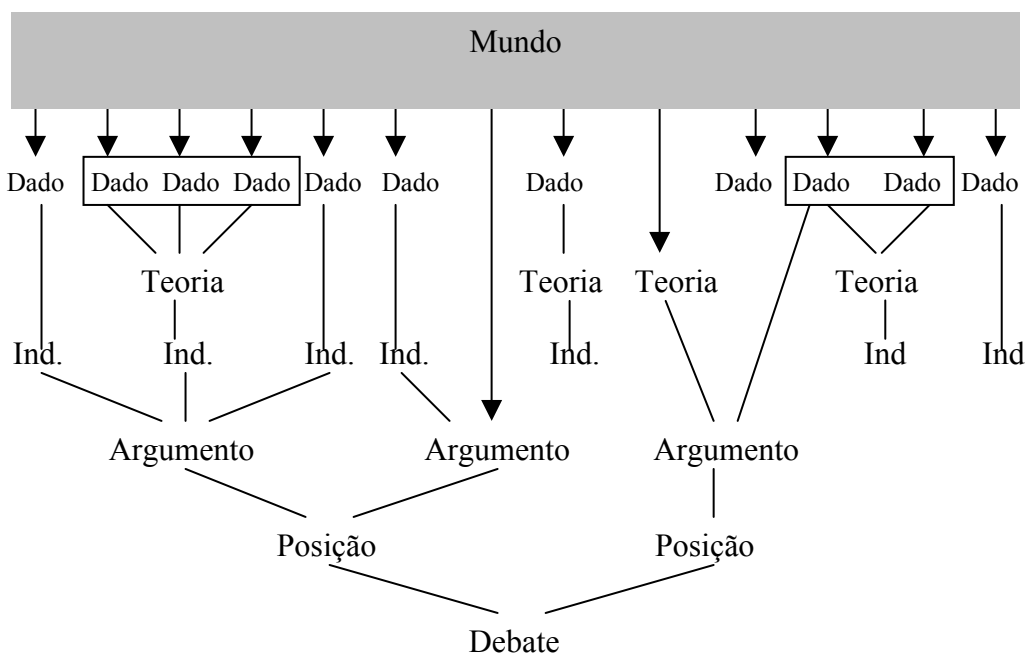 Mundo
Dado Dado Dado Dado Dado Dado Dado Dado Dado Dado Dado
Teoria Teoria Teoria Teoria
Ind. Ind. Ind. Ind. Ind. Ind Ind
Argumento Argumento Argumento
Posição Posição
Debate